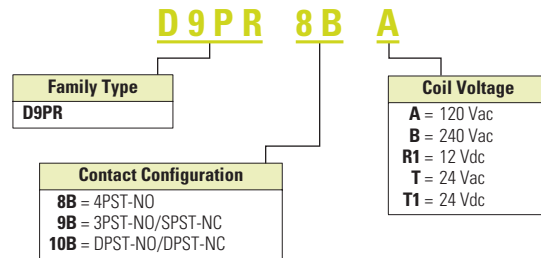 D9PR 8B A
Family Type
D9PR
Contact Configuration
8B = 4PST-NO
9B = 3PST-NO/SPST-NC
10B = DPST-NO/DPST-NC
Coil Voltage
A = 120 Vac
B = 240 Vac
R1 = 12 Vdc
T = 24 Vac
T1 = 24 Vdc